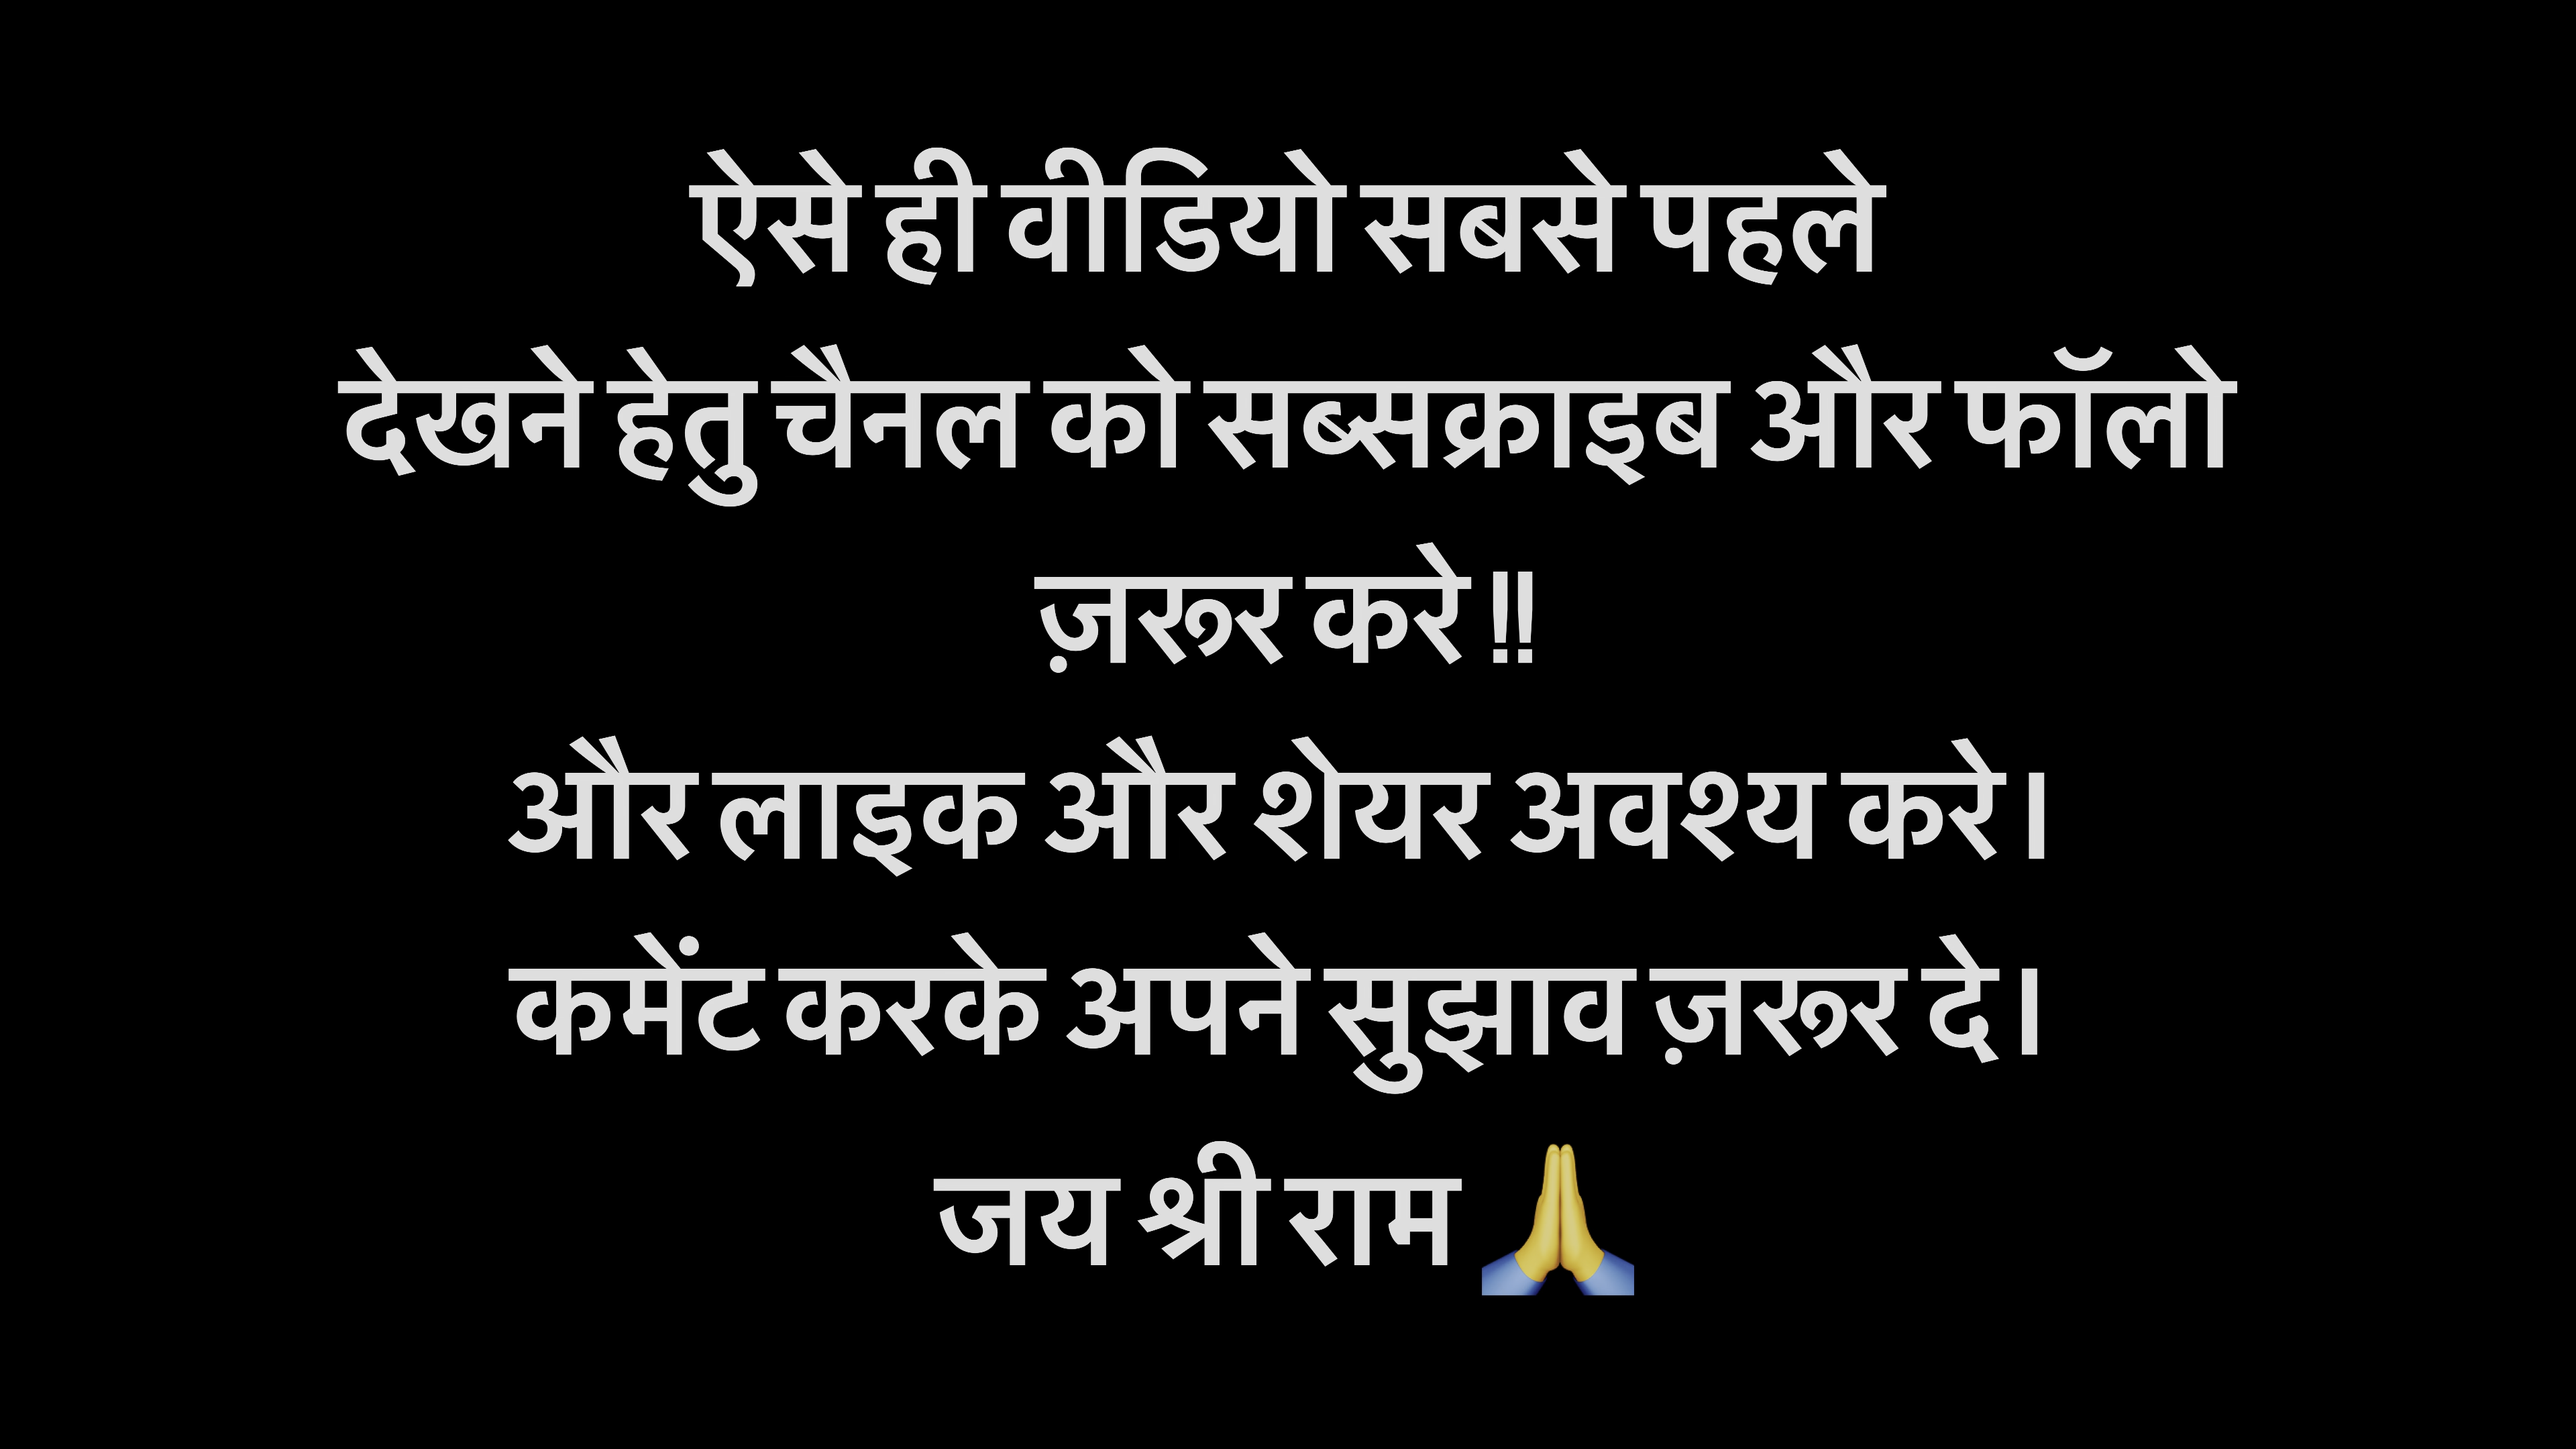 ऐसे ही वीडियो सबसे पहले
देखने हेतु चैनल को सब्सक्राइब और फॉलो
ज़रूर करे !!
और लाइक और शेयर अवश्य करे।
कमेंट करके अपने सुझाव ज़रूर दे।
जय श्री राम 🙏